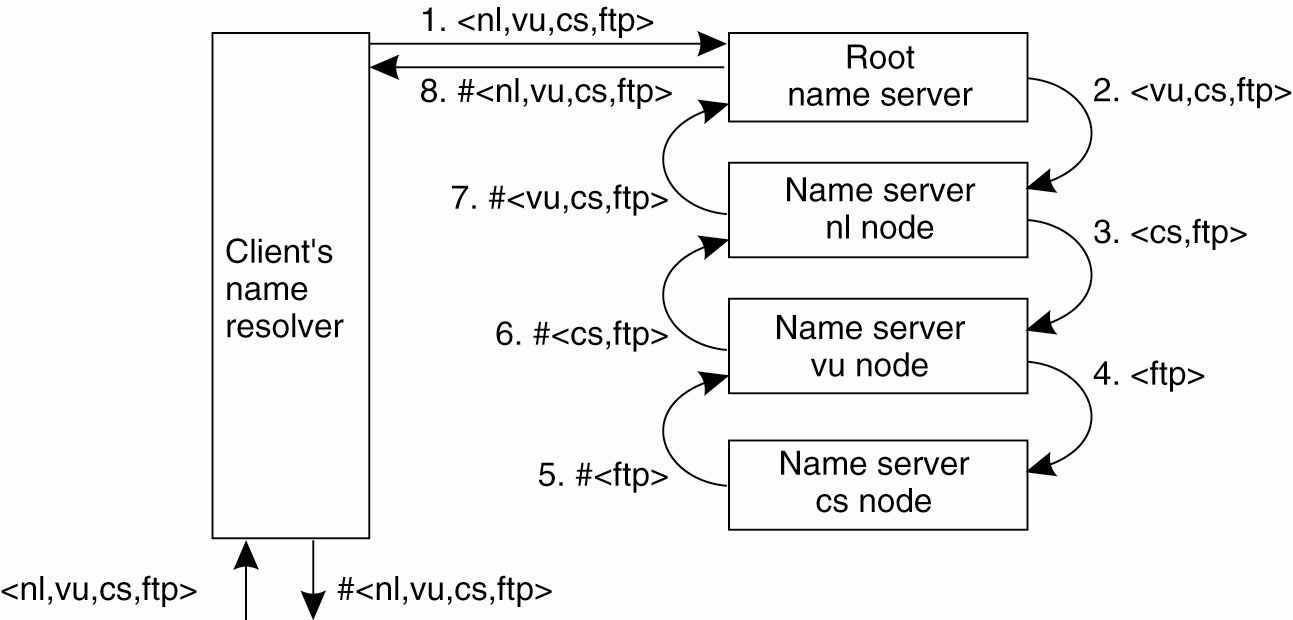 1. <nl,vu,cs,ftp>
Root
name server
8. #<nl,vu,cs,ftp>
2. <vu,cs,ftp>
Name server
nl node
7. #<vu,cs,ftp>
3. <cs,ftp>
Client's
name
resolver
Name server
vu node
6. #<cs,ftp>
4. <ftp>
Name server
cs node
5. #<ftp>
<nl,vu,cs,ftp>
#<nl,vu,cs,ftp>